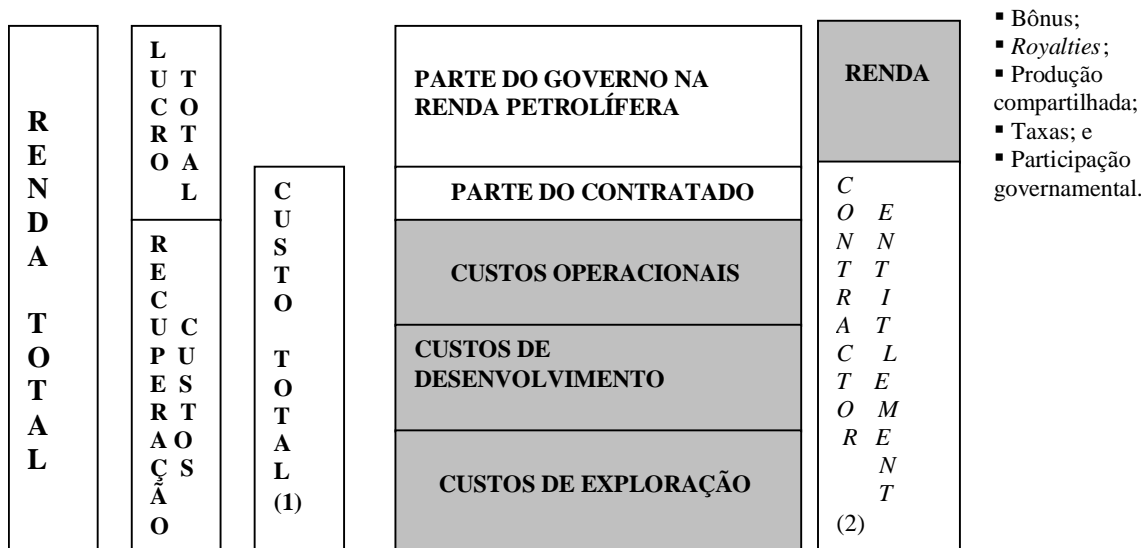 RENDA TOTAL
LUCRO TOTAL
RECUPERAÇÃO CUSTOS
CUSTO TOTAL
(1)
PARTE DO GOVERNO NA
RENDA PETROLÍFERA
PARTE DO CONTRATADO
CUSTOS OPERACIONAIS
CUSTOS DE
DESENVOLVIMENTO
CUSTOS DE EXPLORAÇÃO
RENDA
CONTRACTOR ENTITLEMENT
(2)
▪ Bônus;
▪ Royalties;
▪ Produção
compartilhada;
▪ Taxas; e
▪ Participação
governamental.